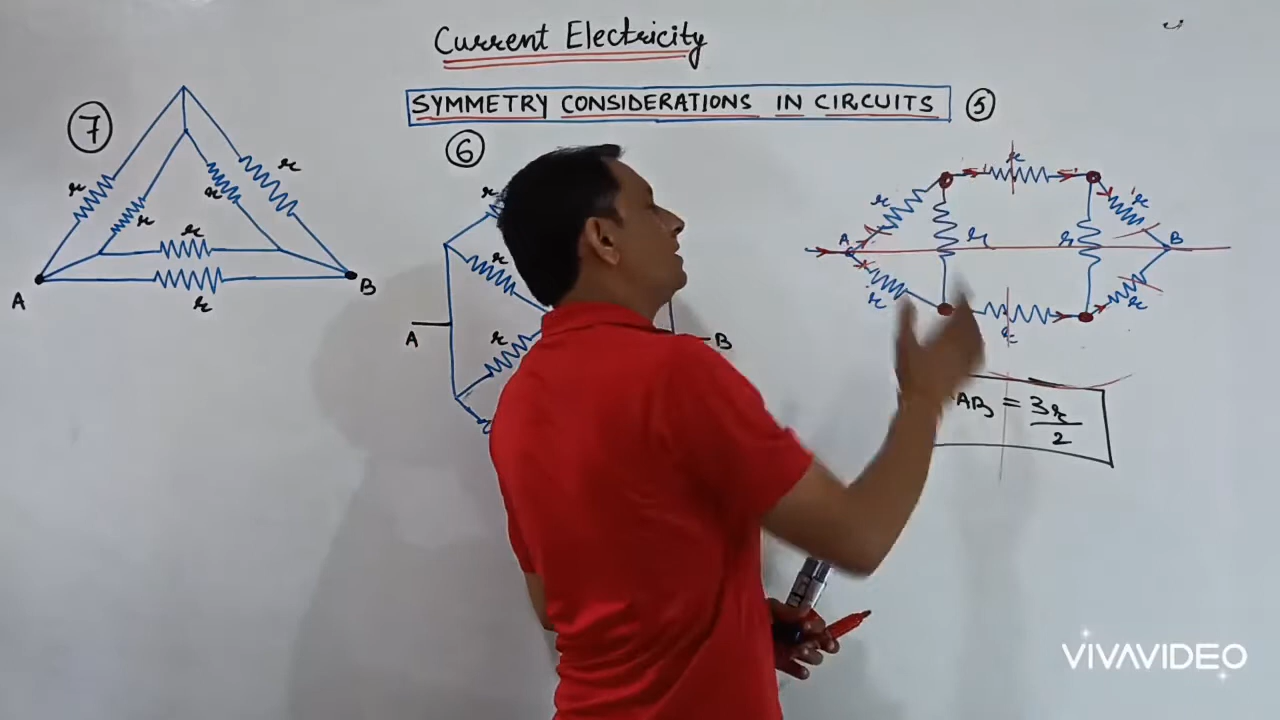 Current Electricity
SYMMETRY CONSIDERATIONS IN CIRCUITS
5
7
r
r
r
r
r
r
A
B
6
r
r
r
A
B
r
r
r
A
r
r
B
r
r
r
AB = 3r/2
VIVAVIDEO